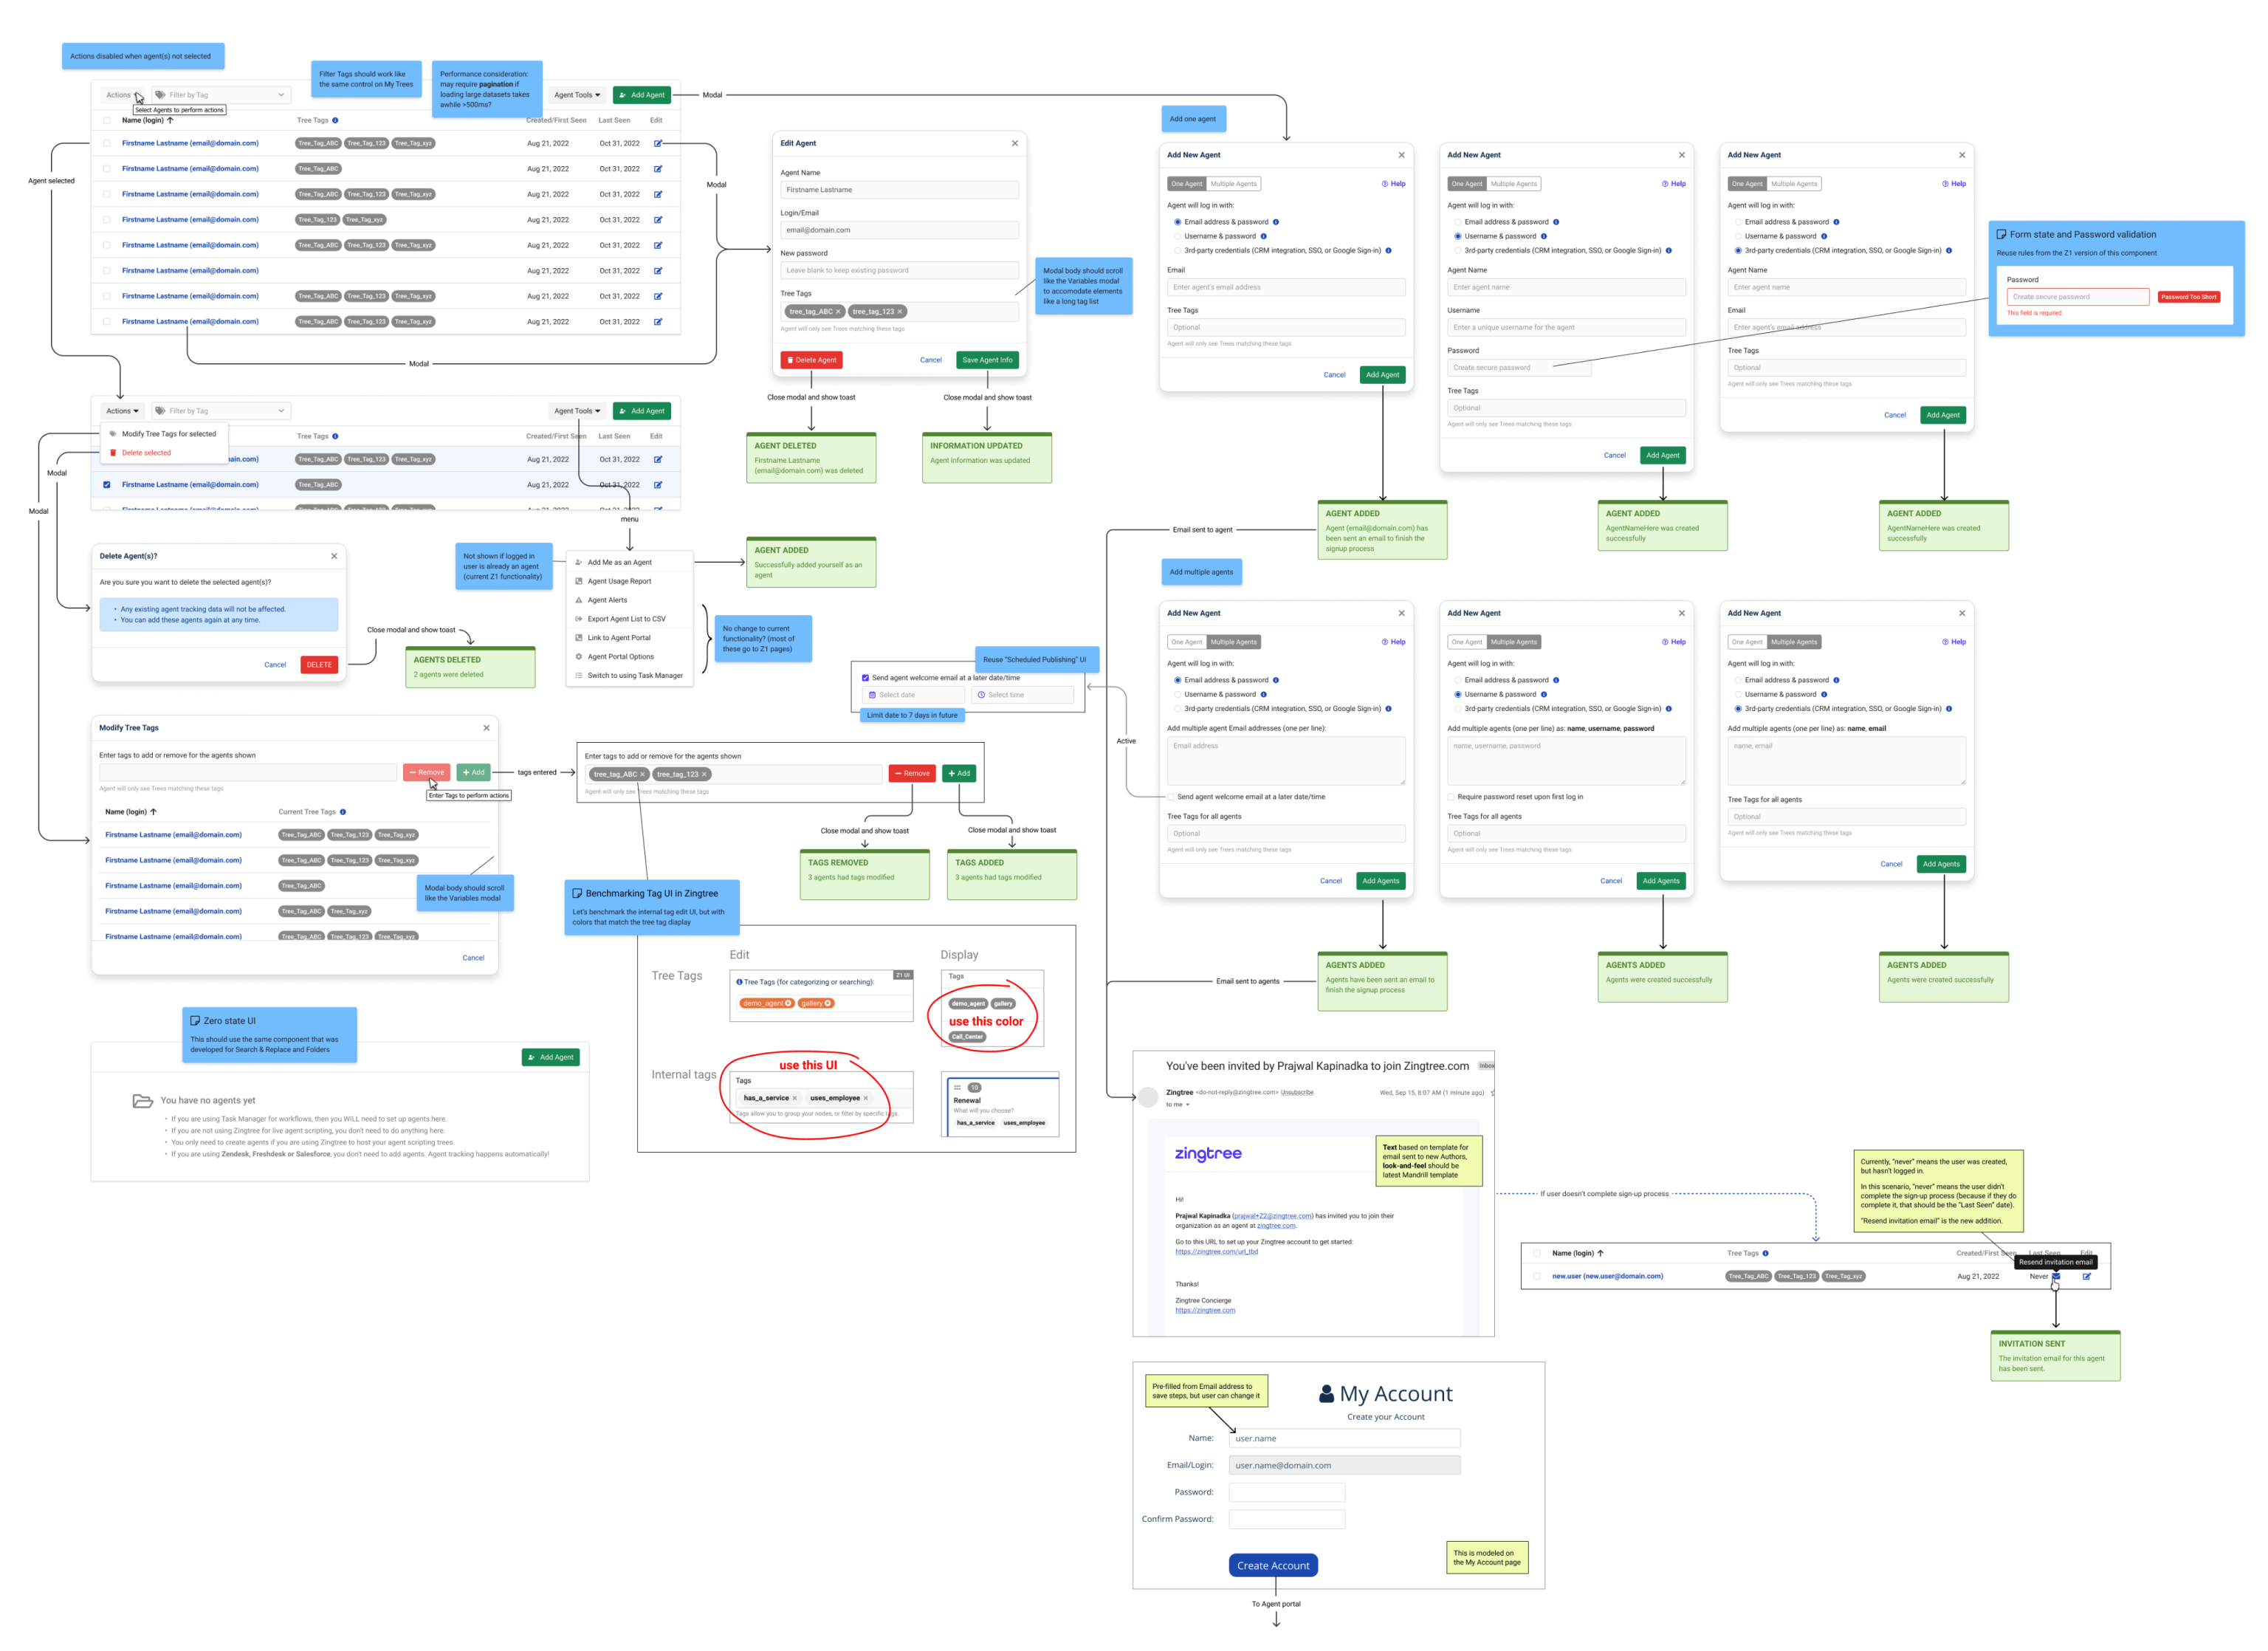 Actions disabled when agent(s) not selected
Filter Tags should work like
the same control on My Trees
Performance consideration:
may require pagination if
loading large datasets takes
awhile >500ms?
Actions
Filter by Tag
Agent Tools
Add Agent
Select Agents to perform actions
Name (login)
Tree Tags
Created/First Seen
Last Seen
Edit
Firstname Lastname (email@domain.com) Tree_Tag_ABC Tree_Tag_123 Tree_Tag_xyz Aug 21, 2022 Oct 31, 2022
Firstname Lastname (email@domain.com) Tree_Tag_ABC Aug 21, 2022 Oct 31, 2022
Firstname Lastname (email@domain.com) Tree_Tag_ABC Tree_Tag_123 Tree_Tag_xyz Aug 21, 2022 Oct 31, 2022
Firstname Lastname (email@domain.com) Tree_Tag_123 Tree_Tag_xyz Aug 21, 2022 Oct 31, 2022
Firstname Lastname (email@domain.com) Tree_Tag_ABC Tree_Tag_123 Tree_Tag_xyz Aug 21, 2022 Oct 31, 2022
Firstname Lastname (email@domain.com) Aug 21, 2022 Oct 31, 2022
Firstname Lastname (email@domain.com) Tree_Tag_ABC Tree_Tag_123 Tree_Tag_xyz Aug 21, 2022 Oct 31, 2022
Firstname Lastname (email@domain.com) Tree_Tag_ABC Tree_Tag_123 Tree_Tag_xyz Aug 21, 2022 Oct 31, 2022
Agent selected
Modal
Modal
Modal
Edit Agent
Agent Name
Firstname Lastname
Login/Email
email@domain.com
New password
Leave blank to keep existing password
Tree Tags
tree_tag_ABC tree_tag_123
Agent will only see Trees matching these tags
Delete Agent Cancel Save Agent Info
Modal body should scroll
like the Variables modal
to accomodate elements
like a long tag list
Close modal and show toast
AGENT DELETED
Firstname Lastname
(email@domain.com) was deleted
Close modal and show toast
INFORMATION UPDATED
Agent information was updated
Actions
Filter by Tag
Agent Tools
Add Agent
Modify Tree Tags for selected
Delete selected
Tree Tags
Created/First Seen
Last Seen
Edit
ame (email@domain.com) Tree_Tag_ABC Tree_Tag_123 Tree_Tag_xyz Aug 21, 2022 Oct 31, 2022
Firstname Lastname (email@domain.com) Tree_Tag_ABC Aug 21, 2022 Oct 31, 2022
Firstname Lastname (email@domain.com) Tree_Tag_ABC Tree_Tag_123 Tree_Tag_xyz Aug 21, 2022 Oct 31, 2022
Modal
Modal
menu
Delete Agent(s)?
Are you sure you want to delete the selected agent(s)?
• Any existing agent tracking data will not be affected.
• You can add these agents again at any time.
Cancel DELETE
Close modal and show toast
AGENTS DELETED
2 agents were deleted
Not shown if logged in
user is already an agent
(current Z1 functionality)
Add Me as an Agent
Agent Usage Report
Agent Alerts
Export Agent List to CSV
Link to Agent Portal
Agent Portal Options
Switch to using Task Manager
AGENT ADDED
Successfully added yourself as an
agent
No change to current
functionality? (most of
these go to Z1 pages)
Reuse "Scheduled Publishing" UI
Send agent welcome email at a later date/time
Select date Select time
Limit date to 7 days in future
Active
Modify Tree Tags
Enter tags to add or remove for the agents shown
Remove Add
Agent will only see Trees matching these tags
Enter Tags to perform actions
Name (login)
Current Tree Tags
Firstname Lastname (email@domain.com) Tree_Tag_ABC Tree_Tag_123 Tree_Tag_xyz
Firstname Lastname (email@domain.com) Tree_Tag_ABC Tree_Tag_123 Tree_Tag_xyz
Firstname Lastname (email@domain.com) Tree_Tag_ABC
Firstname Lastname (email@domain.com) Tree_Tag_ABC Tree_Tag_xyz
Firstname Lastname (email@domain.com) Tree_Tag_ABC Tree_Tag_123 Tree_Tag_xyz
Cancel
Modal body should scroll
like the Variables modal
tags entered
Enter tags to add or remove for the agents shown
tree_tag_ABC tree_tag_123
Remove Add
Agent will only see Trees matching these tags
Close modal and show toast
TAGS REMOVED
3 agents had tags modified
Close modal and show toast
TAGS ADDED
3 agents had tags modified
Benchmarking Tag UI in Zingtree
Let's benchmark the internal tag edit UI, but with
colors that match the tree tag display
Edit
Display
Tree Tags
Z1 UI
Tree Tags (for categorizing or searching):
demo_agent gallery
Tags
demo_agent gallery
use this color
Call_Center
Internal tags
use this UI
Tags
has_a_service uses_employee
Tags allow you to group your nodes, or filter by specific tags.
10
Renewal
What will you choose?
has_a_service uses_employee
Zero state UI
This should use the same component that was
developed for Search & Replace and Folders
Add Agent
You have no agents yet
• If you are using Task Manager for workflows, then you WILL need to set up agents here.
• If you are not using Zingtree for live agent scripting, you don't need to do anything here.
• You only need to create agents if you are using Zingtree to host your agent scripting trees.
• If you are using Zendesk, Freshdesk or Salesforce, you don't need to add agents. Agent tracking happens automatically!
Add one agent
Add New Agent
One Agent Multiple Agents Help
Agent will log in with:
Email address & password
Username & password
3rd-party credentials (CRM integration, SSO, or Google Sign-in)
Email
Enter agent's email address
Tree Tags
Optional
Agent will only see Trees matching these tags
Cancel Add Agent
Add New Agent
One Agent Multiple Agents Help
Agent will log in with:
Email address & password
Username & password
3rd-party credentials (CRM integration, SSO, or Google Sign-in)
Agent Name
Enter agent name
Username
Enter a unique username for the agent
Password
Create secure password
Tree Tags
Optional
Agent will only see Trees matching these tags
Cancel Add Agent
Add New Agent
One Agent Multiple Agents Help
Agent will log in with:
Email address & password
Username & password
3rd-party credentials (CRM integration, SSO, or Google Sign-in)
Agent Name
Enter agent name
Email
Enter agent's email address
Tree Tags
Optional
Agent will only see Trees matching these tags
Cancel Add Agent
Form state and Password validation
Reuse rules from the Z1 version of this component
Password
Create secure password
Password Too Short
This field is required
Email sent to agent
AGENT ADDED
Agent (email@domain.com) has
been sent an email to finish the
signup process
AGENT ADDED
AgentNameHere was created
successfully
AGENT ADDED
AgentNameHere was created
successfully
Add multiple agents
Add New Agent
One Agent Multiple Agents Help
Agent will log in with:
Email address & password
Username & password
3rd-party credentials (CRM integration, SSO, or Google Sign-in)
Add multiple agent Email addresses (one per line):
Email address
Send agent welcome email at a later date/time
Tree Tags for all agents
Optional
Agent will only see Trees matching these tags
Cancel Add Agents
Add New Agent
One Agent Multiple Agents Help
Agent will log in with:
Email address & password
Username & password
3rd-party credentials (CRM integration, SSO, or Google Sign-in)
Add multiple agents (one per line) as: name, username, password
name, username, password
Require password reset upon first log in
Tree Tags for all agents
Optional
Agent will only see Trees matching these tags
Cancel Add Agents
Add New Agent
One Agent Multiple Agents Help
Agent will log in with:
Email address & password
Username & password
3rd-party credentials (CRM integration, SSO, or Google Sign-in)
Add multiple agents (one per line) as: name, email
name, email
Tree Tags for all agents
Optional
Agent will only see Trees matching these tags
Cancel Add Agents
Email sent to agents
AGENTS ADDED
Agents have been sent an email to
finish the signup process
AGENTS ADDED
Agents were created successfully
AGENTS ADDED
Agents were created successfully
You've been invited by Prajwal Kapinadka to join Zingtree.com Inbox
Zingtree <do-not-reply@zingtree.com> Unsubscribe
Wed, Sep 15, 8:07 AM (1 minute ago)
to me
zingtree
Text based on template for
email sent to new Authors,
look-and-feel should be
latest Mandrill template
Hi!
Prajwal Kapinadka (prajwal+Z2@zingtree.com) has invited you to join their
organization as an agent at zingtree.com.
Go to this URL to set up your Zingtree account to get started:
https://zingtree.com/url_tbd
Thanks!
Zingtree Concierge
https://zingtree.com
If user doesn't complete sign-up process
Currently, "never" means the user was created,
but hasn't logged in.
In this scenario, "never" means the user didn't
complete the sign-up process (because if they do
complete it, that should be the "Last Seen" date).
"Resend invitation email" is the new addition.
Name (login)
Tree Tags
Created/First Seen
Last Seen
Edit
Resend invitation email
new.user (new.user@domain.com) Tree_Tag_ABC Tree_Tag_123 Tree_Tag_xyz Aug 21, 2022 Never
INVITATION SENT
The invitation email for this agent
has been sent.
Pre-filled from Email address to
save steps, but user can change it
My Account
Create your Account
Name: user.name
Email/Login: user.name@domain.com
Password:
Confirm Password:
Create Account
This is modeled on
the My Account page
To Agent portal